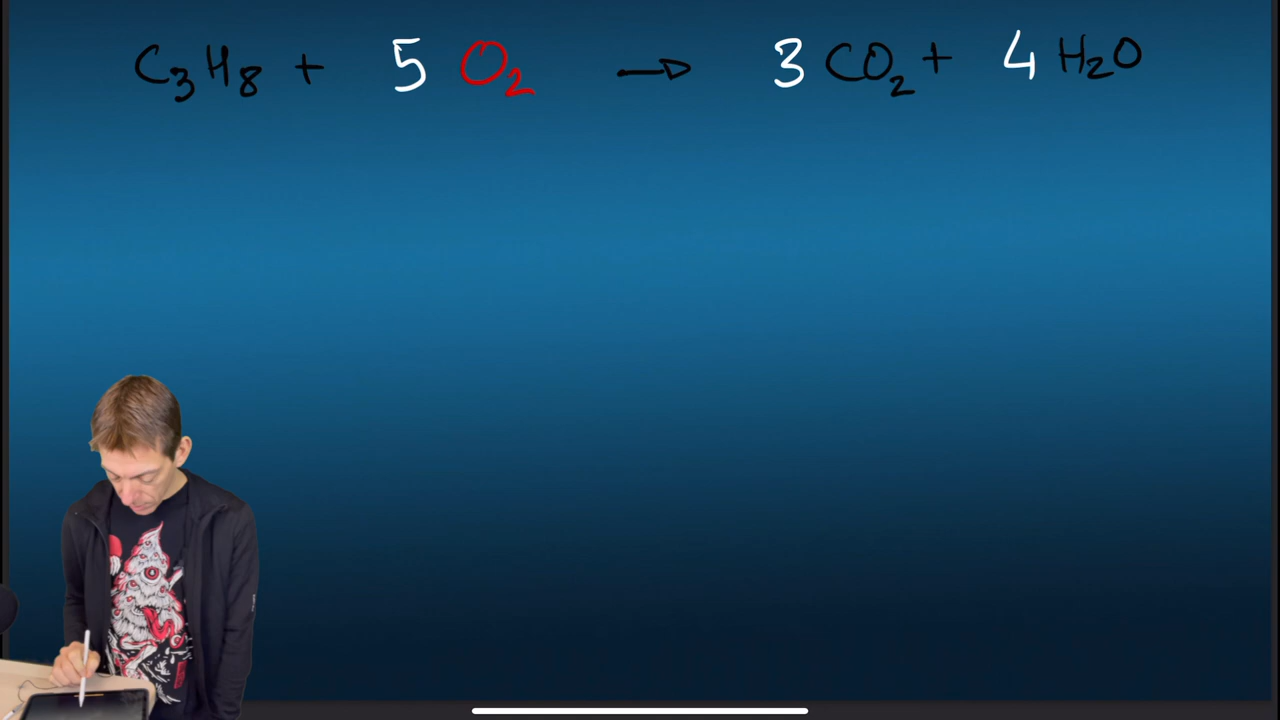 C₃H₈ + 5 O₂ → 3 CO₂ + 4 H₂O